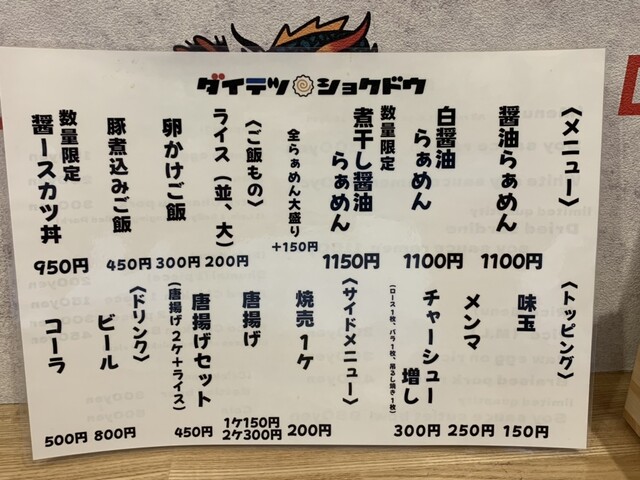 ダイテツ ショクドウ
〈メニュー〉
醤油らぁめん
1100円
白醤油
らぁめん
1100円
数量限定
煮干し醤油
らぁめん
1150円
全らぁめん大盛り
+150円
〈ご飯もの〉
ライス(並、大)
200円
卵かけご飯
300円
豚煮込みご飯
450円
数量限定
醤ースカツ丼
950円
〈トッピング〉
味玉
150円
メンマ
250円
チャーシュー
増し
(ロース1枚、バラ1枚、吊るし焼き1枚)
300円
〈サイドメニュー〉
焼売1ケ
200円
唐揚げ
1ケ150円
2ケ300円
唐揚げセット
(唐揚げ2ケ+ライス)
450円
〈ドリンク〉
ビール
800円
コーラ
500円